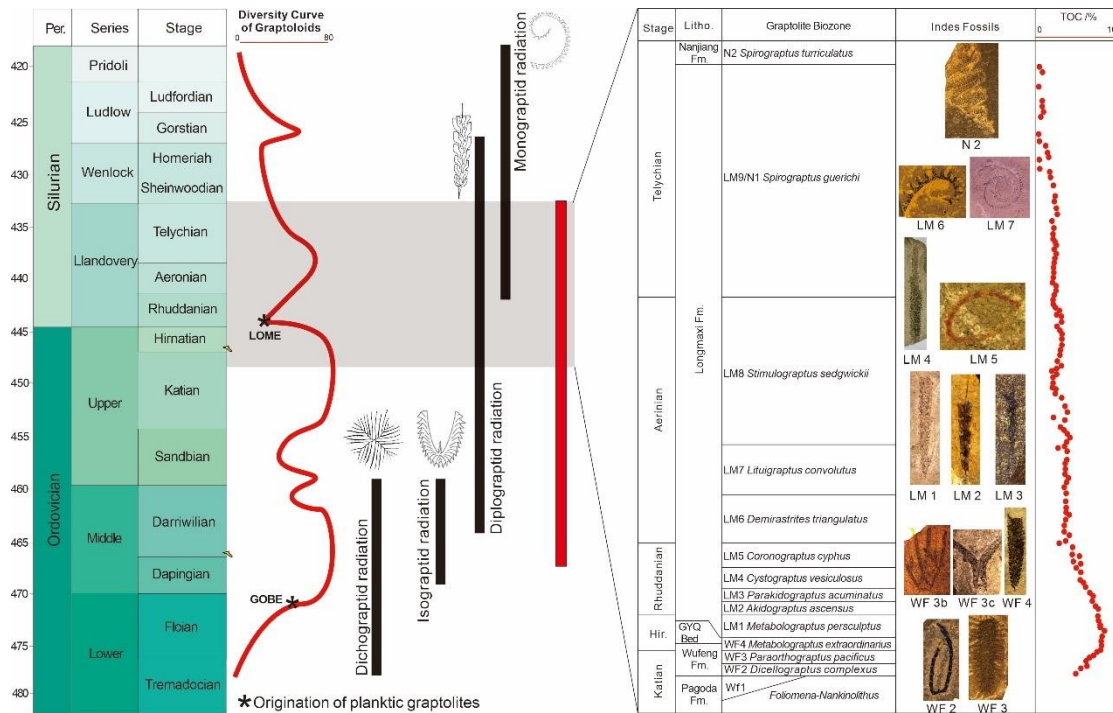 Per.
Series
Stage
Diversity Curve
of Graptoloids
0
80
420
425
430
435
440
445
450
455
460
465
470
475
480
Silurian
Ordovician
Pridoli
Ludlow
Wenlock
Llandovery
Upper
Middle
Lower
Ludfordian
Gorstian
Homeriah
Sheinwoodian
Telychian
Aeronian
Rhuddanian
Hirnatian
Katian
Sandbian
Darriwilian
Dapingian
Floian
Tremadocian
LOME
GOBE
* Origination of planktic graptolites
Dichograptid radiation
Isograptid radiation
Diplograptid radiation
Monograptid radiation
Stage
Litho.
Graptolite Biozone
Indes Fossils
TOC /%
0
10
Telychian
Aerinian
Rhuddanian
Hir.
Katian
Nanjiang
Fm.
Longmaxi Fm.
GYQ
Bed
Wufeng
Fm.
Pagoda
Fm.
N2 Spirograptus turriculatus
LM9/N1 Spirograptus guerichi
LM8 Stimulograptus sedgwickii
LM7 Lituigraptus convolutus
LM6 Demirastrites triangulatus
LM5 Coronograptus cyphus
LM4 Cystograptus vesiculosus
LM3 Parakidograptus acuminatus
LM2 Akidograptus ascensus
LM1 Metabolograptus persculptus
WF4 Metabolograptus extraordinarius
WF3 Paraorthograptus pacificus
WF2 Dicellograptus complexus
Wf1
Foliomena-Nankinolithus
N 2
LM 6
LM 7
LM 4
LM 5
LM 1
LM 2
LM 3
WF 3b
WF 3c
WF 4
WF 2
WF 3